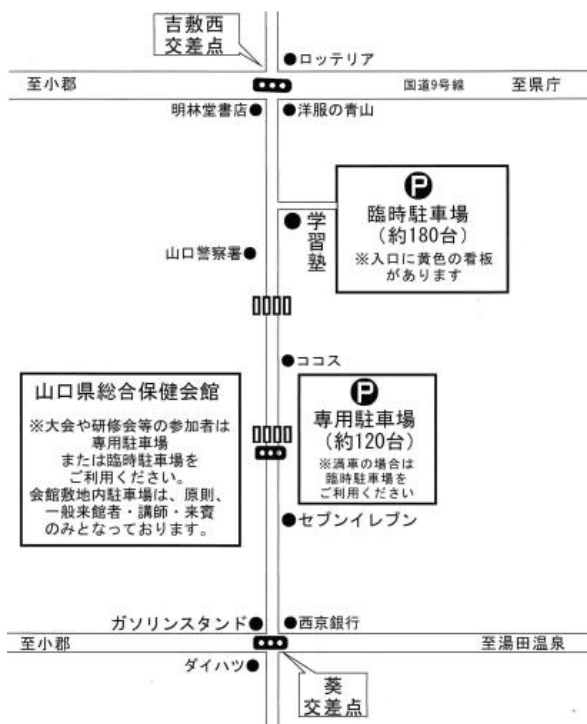 吉敷西
交差点
ロッテリア
至小郡
国道9号線
至県庁
明林堂書店
洋服の青山
P
臨時駐車場
（約180台）
※入口に黄色の看板
があります
学習塾
山口警察署
ココス
山口県総合保健会館
※大会や研修会等の参加者は
専用駐車場
または臨時駐車場を
ご利用ください。
会館敷地内駐車場は、原則、
一般来館者・講師・来賓
のみとなっております。
P
専用駐車場
（約120台）
※満車の場合は
臨時駐車場を
ご利用ください
セブンイレブン
ガソリンスタンド
西京銀行
至小郡
至湯田温泉
ダイハツ
葵
交差点